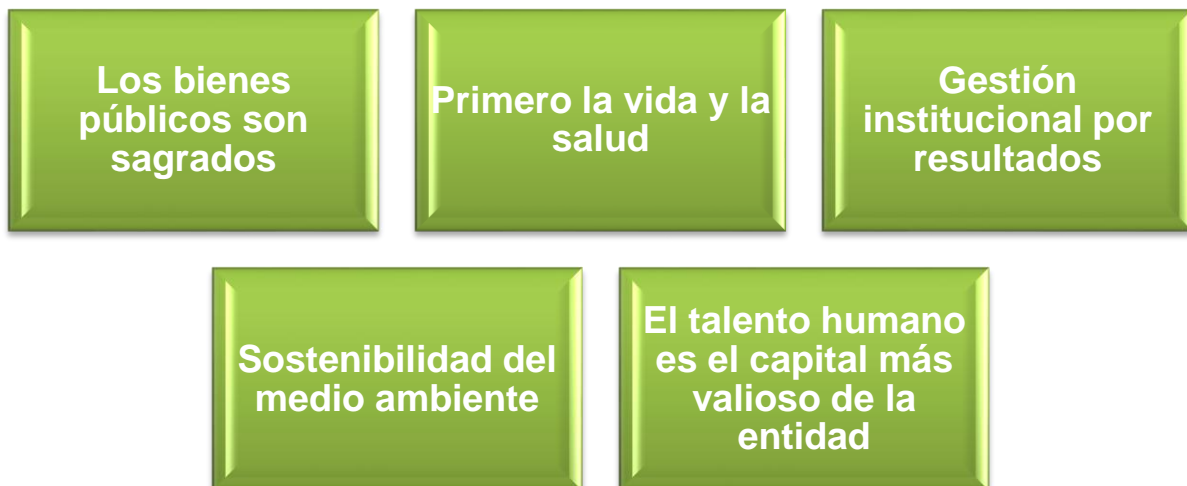 Los bienes
públicos son
sagrados
Primero la vida y la
salud
Gestión
institucional por
resultados
Sostenibilidad del
medio ambiente
El talento humano
es el capital más
valioso de la
entidad